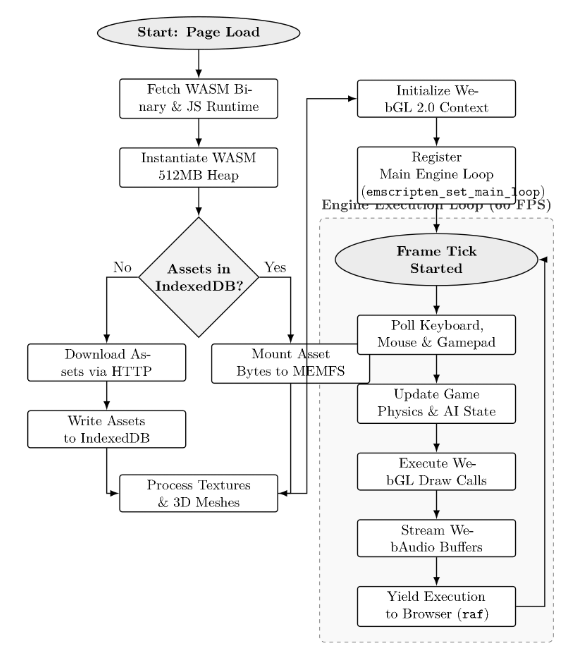 Start: Page Load
Fetch WASM Bi-
nary & JS Runtime
Instantiate WASM
512MB Heap
Assets in
IndexedDB?
No
Yes
Download As-
sets via HTTP
Write Assets
to IndexedDB
Mount Asset
Bytes to MEMFS
Process Textures
& 3D Meshes
Initialize We-
bGL 2.0 Context
Register
Main Engine Loop
(emscripten_set_main_loop)
Engine Execution Loop (60 FPS)
Frame Tick
Started
Poll Keyboard,
Mouse & Gamepad
Update Game
Physics & AI State
Execute We-
bGL Draw Calls
Stream We-
bAudio Buffers
Yield Execution
to Browser (raf)